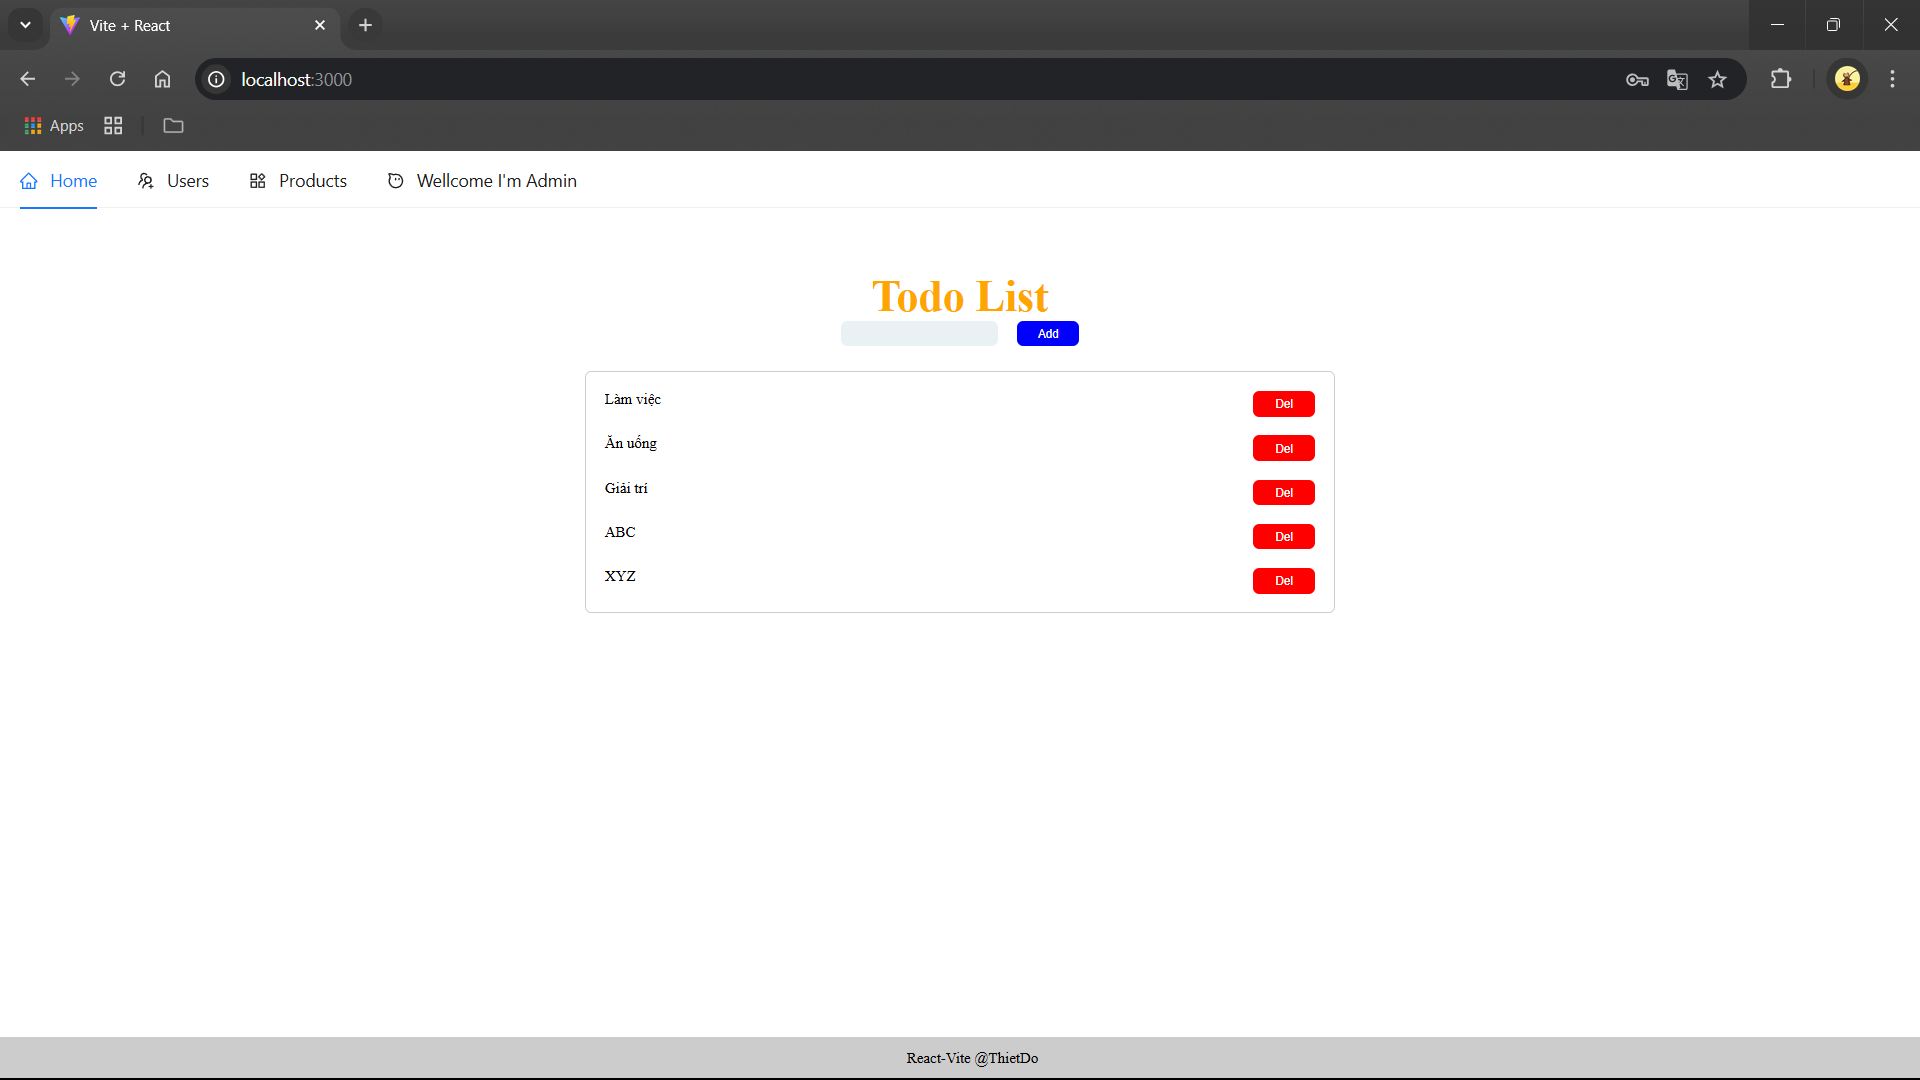 Vite + React
localhost:3000
Apps
Home Users Products Wellcome I'm Admin
Todo List
Add
Làm việc Del
Ăn uống Del
Giải trí Del
ABC Del
XYZ Del
React-Vite @ThietDo